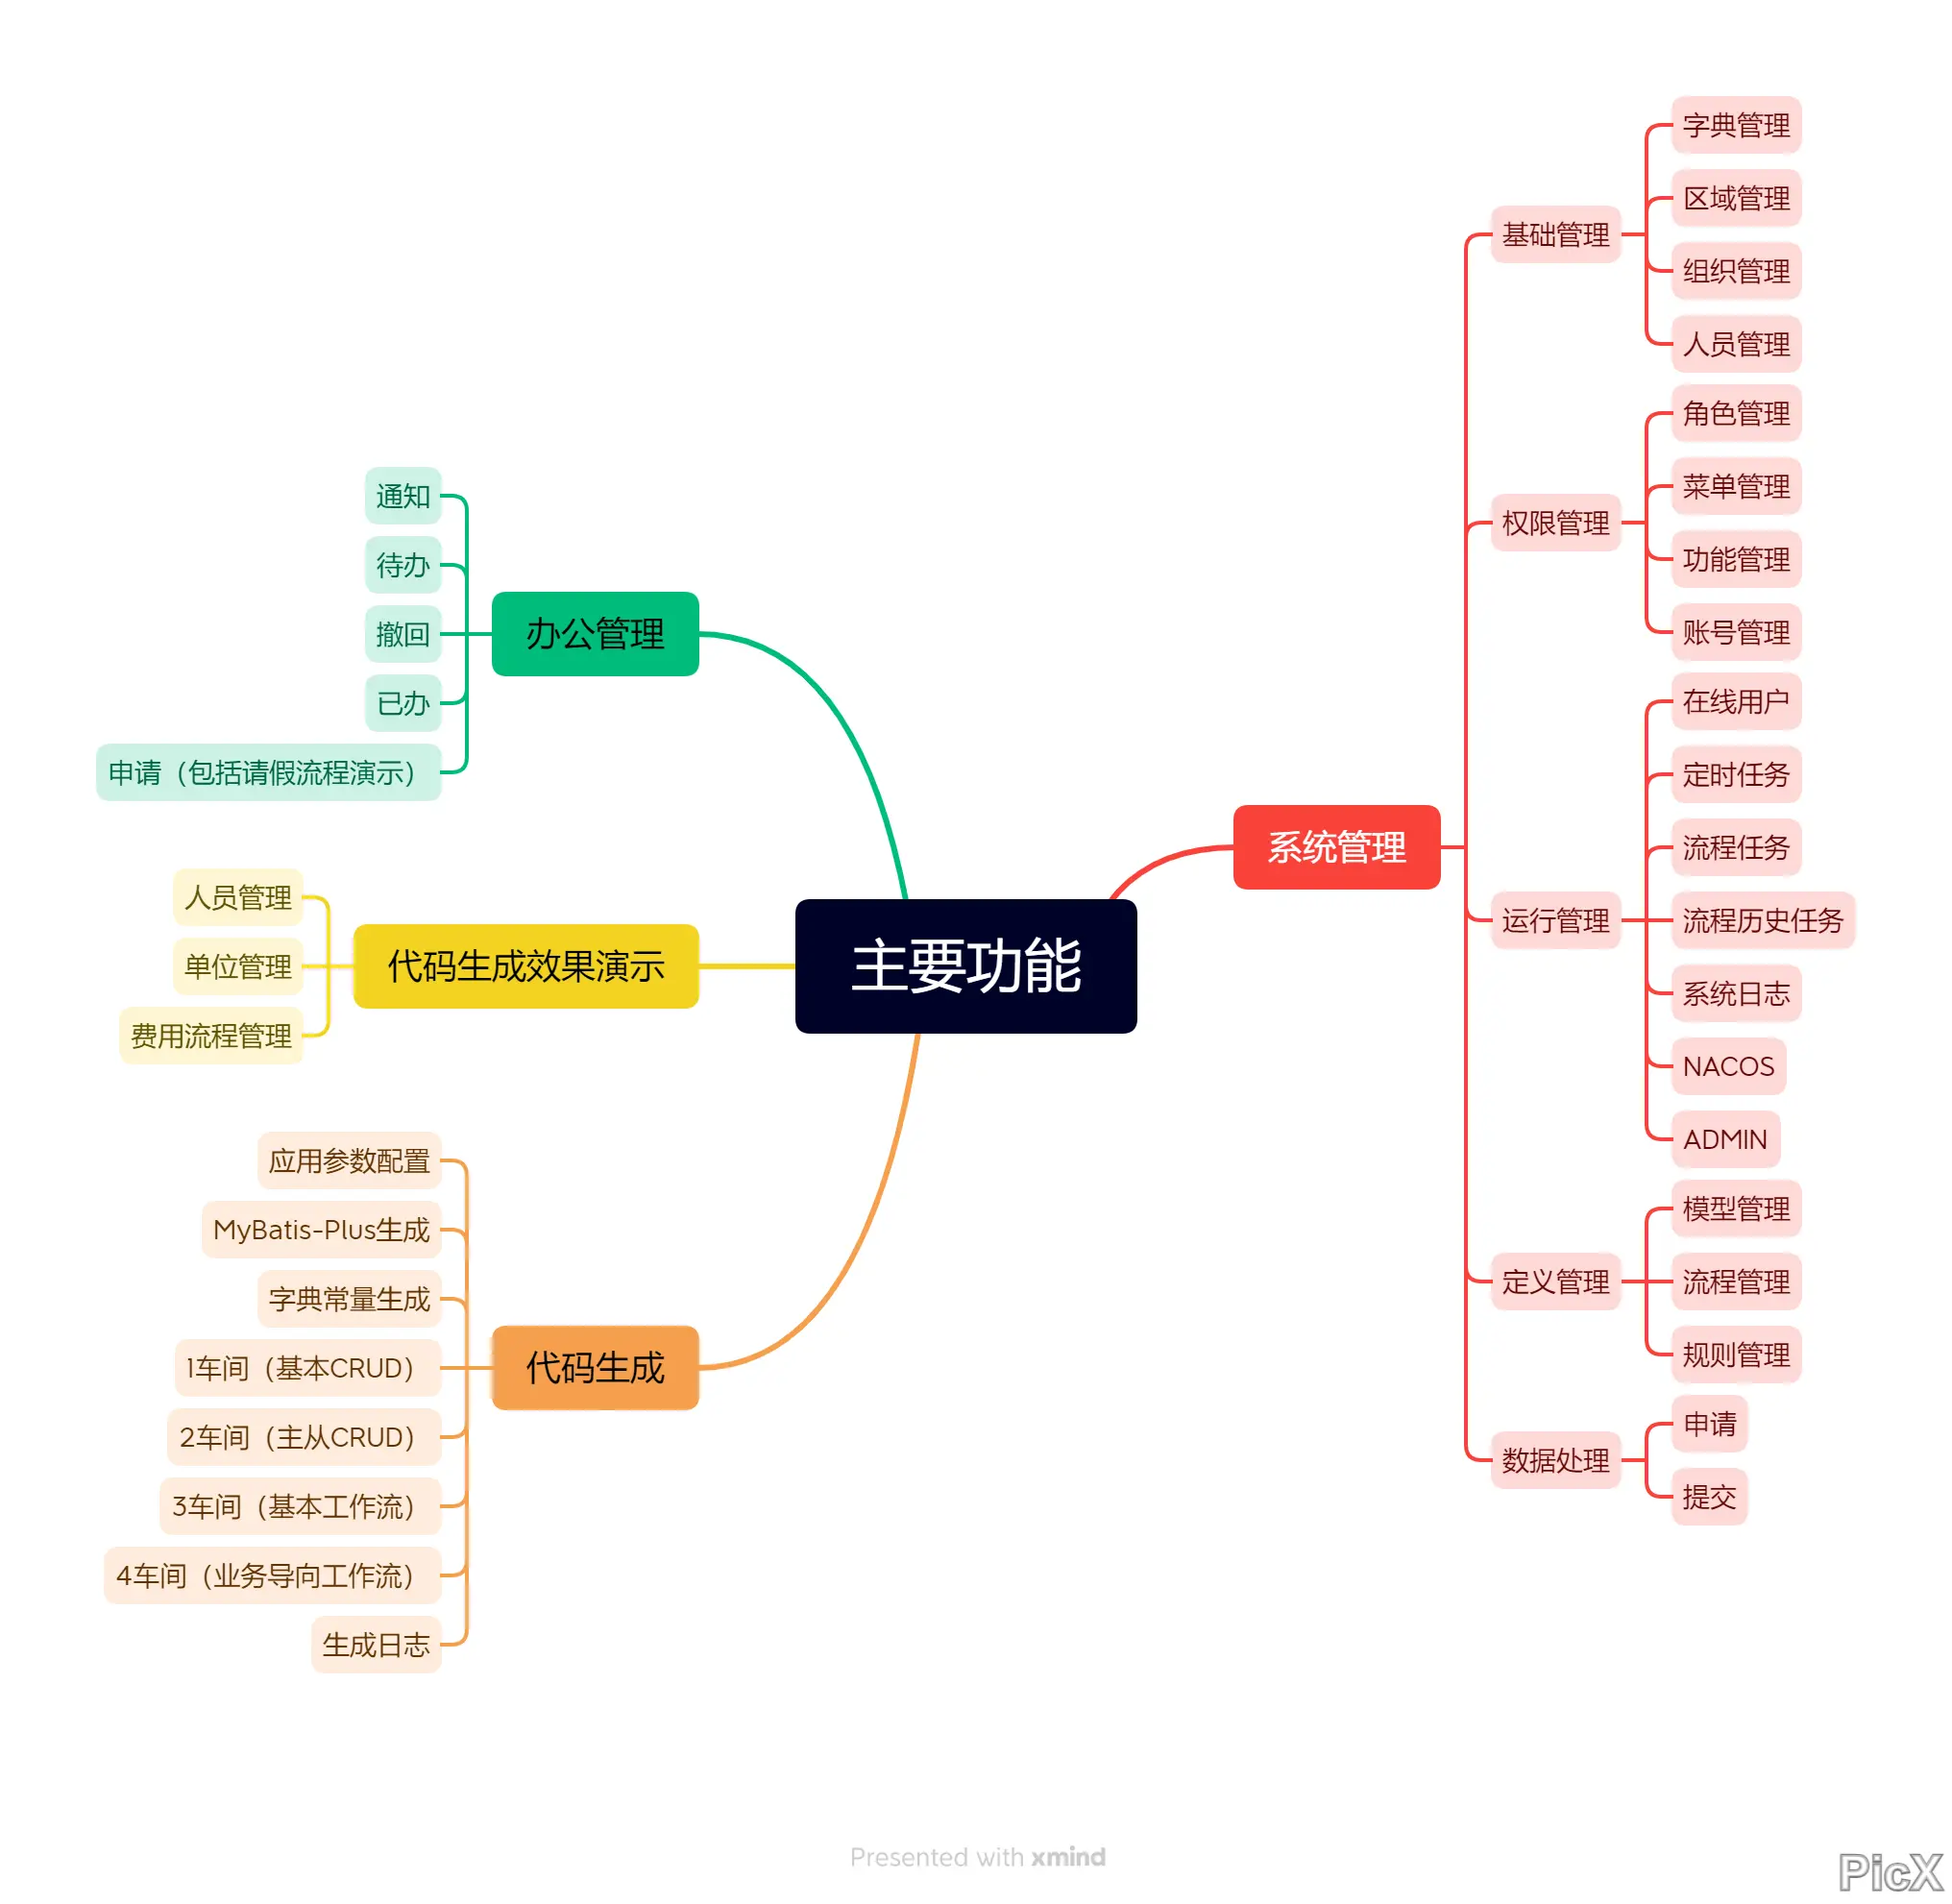 主要功能
系统管理
基础管理
字典管理
区域管理
组织管理
人员管理
权限管理
角色管理
菜单管理
功能管理
账号管理
运行管理
在线用户
定时任务
流程任务
流程历史任务
系统日志
NACOS
ADMIN
定义管理
模型管理
流程管理
规则管理
数据处理
申请
提交
办公管理
通知
待办
撤回
已办
申请（包括请假流程演示）
代码生成效果演示
人员管理
单位管理
费用流程管理
代码生成
应用参数配置
MyBatis-Plus生成
字典常量生成
1车间（基本CRUD）
2车间（主从CRUD）
3车间（基本工作流）
4车间（业务导向工作流）
生成日志
Presented with xmind
PicX